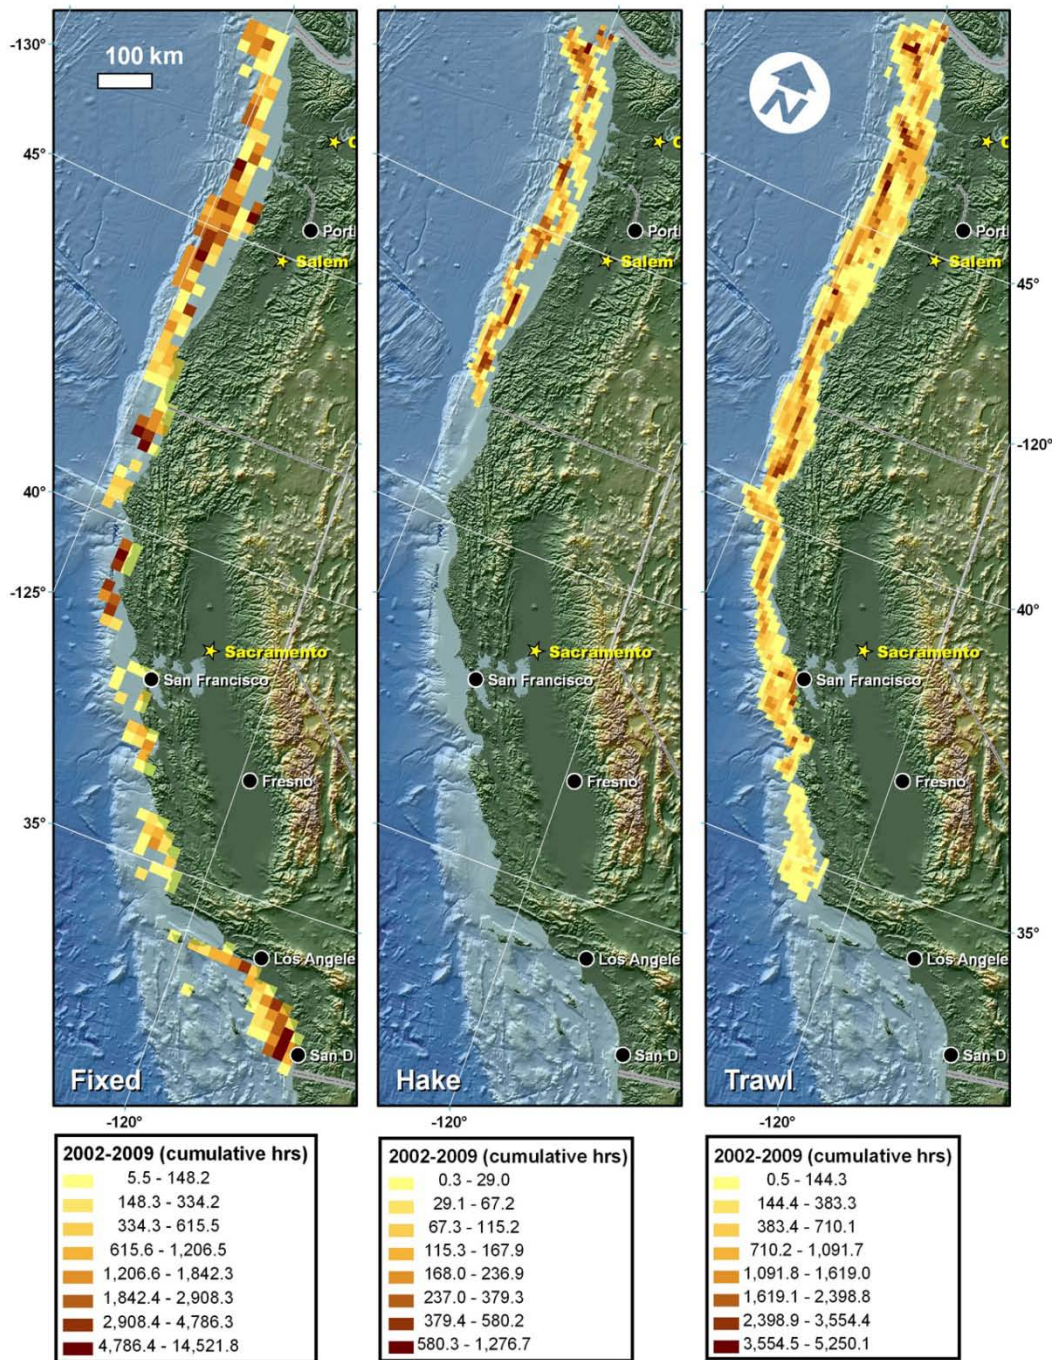 -130°
100 km
N
45°
Salem
Salem
Salem
45°
-120°
40°
-125°
40°
Sacramento
Sacramento
Sacramento
San Francisco
San Francisco
San Francisco
Fresno
Fresno
Fresno
35°
35°
Los Angele
Los Angele
Los Angele
San D
San D
San D
Fixed
Hake
Trawl
-120°
-120°
-120°
2002-2009 (cumulative hrs)
5.5 - 148.2
148.3 - 334.2
334.3 - 615.5
615.6 - 1,206.5
1,206.6 - 1,842.3
1,842.4 - 2,908.3
2,908.4 - 4,786.3
4,786.4 - 14,521.8
2002-2009 (cumulative hrs)
0.3 - 29.0
29.1 - 67.2
67.3 - 115.2
115.3 - 167.9
168.0 - 236.9
237.0 - 379.3
379.4 - 580.2
580.3 - 1,276.7
2002-2009 (cumulative hrs)
0.5 - 144.3
144.4 - 383.3
383.4 - 710.1
710.2 - 1,091.7
1,091.8 - 1,619.0
1,619.1 - 2,398.8
2,398.9 - 3,554.4
3,554.5 - 5,250.1